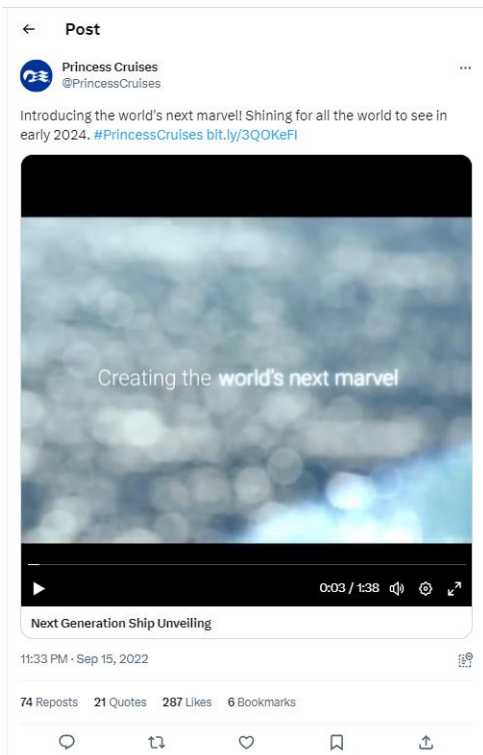 Post
Princess Cruises
@PrincessCruises
Introducing the world's next marvel! Shining for all the world to see in
early 2024. #PrincessCruises bit.ly/3QOKeFI
Creating the world's next marvel
0:03 / 1:38
Next Generation Ship Unveiling
11:33 PM · Sep 15, 2022
74 Reposts 21 Quotes 287 Likes 6 Bookmarks